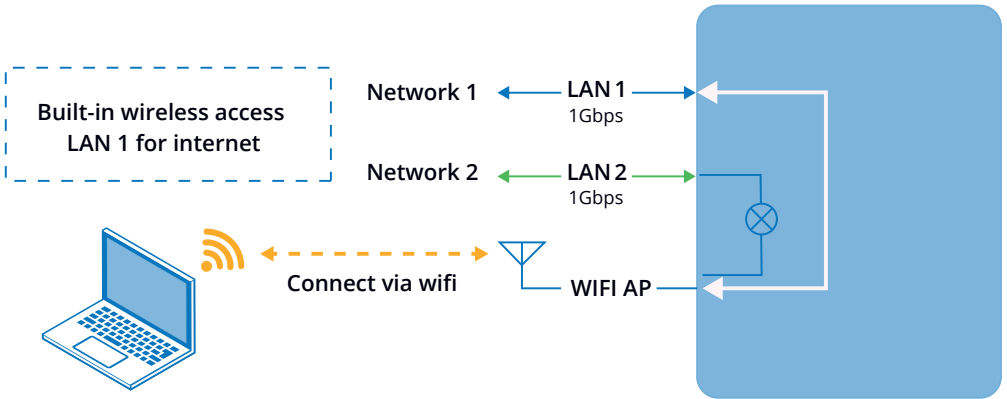 Built-in wireless access
LAN 1 for internet
Network 1
LAN 1
1Gbps
Network 2
LAN 2
1Gbps
Connect via wifi
WIFI AP